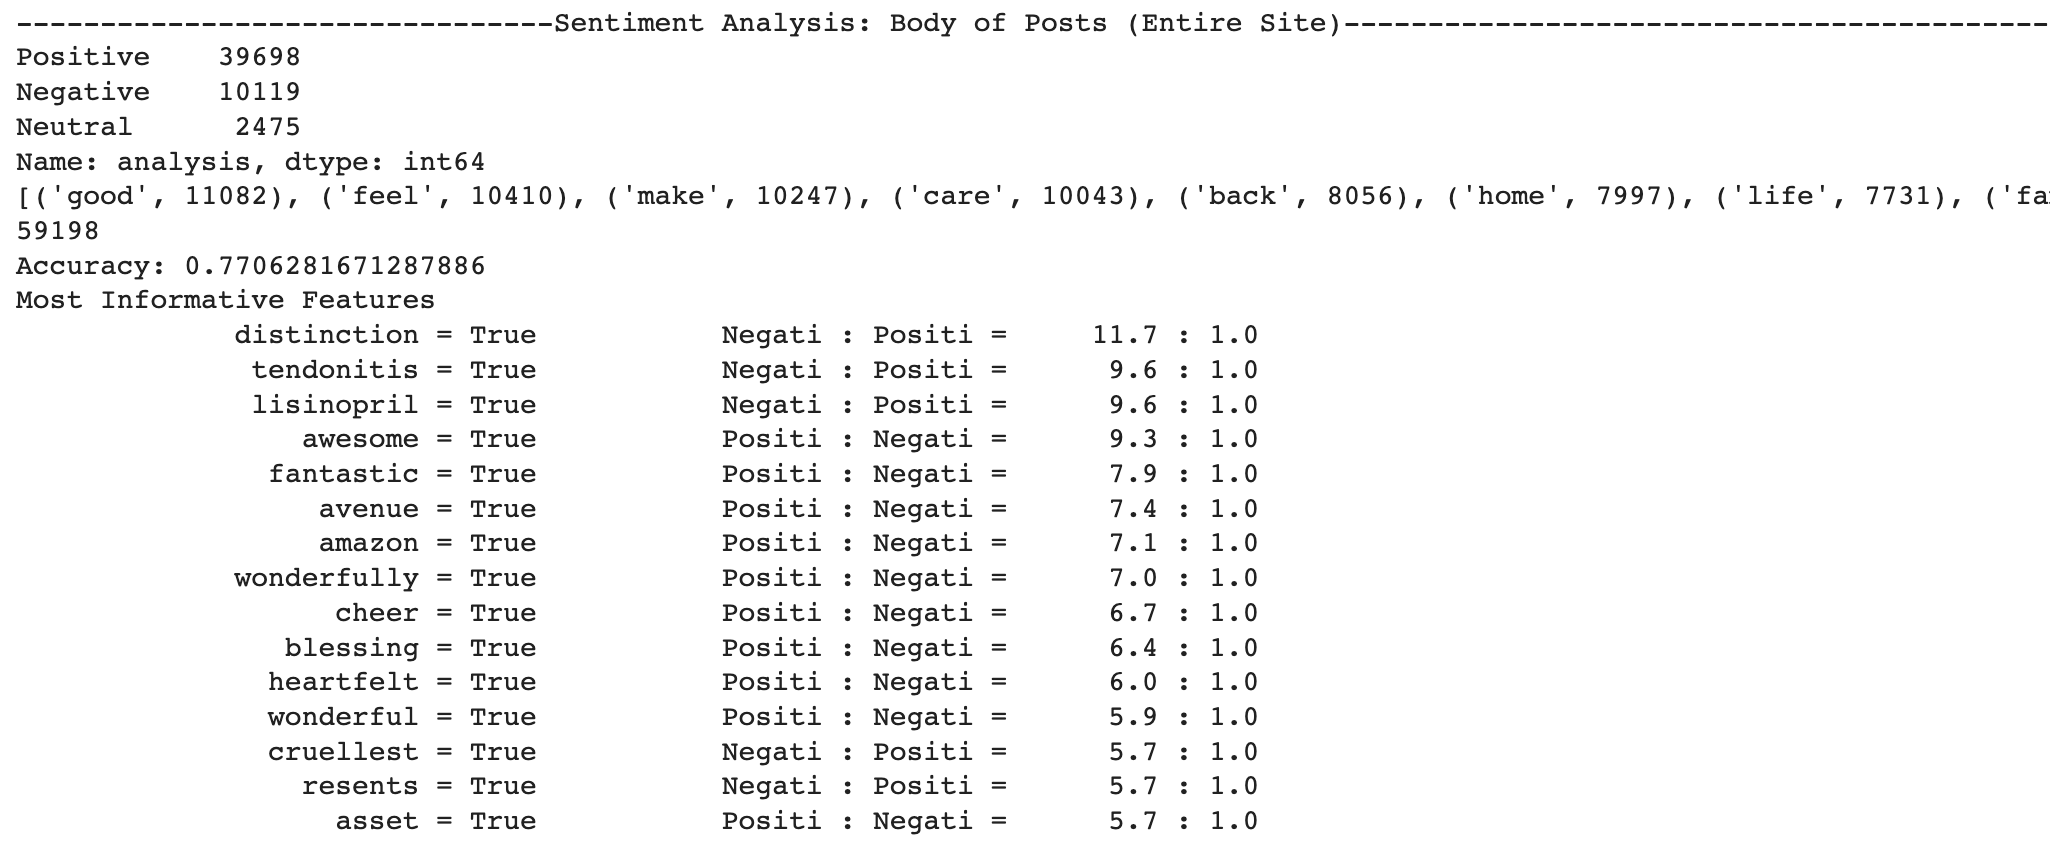 --------------------------------Sentiment Analysis: Body of Posts (Entire Site)------------------------------------------
Positive    39698
Negative    10119
Neutral      2475
Name: analysis, dtype: int64
[('good', 11082), ('feel', 10410), ('make', 10247), ('care', 10043), ('back', 8056), ('home', 7997), ('life', 7731), ('fa
59198
Accuracy: 0.7706281671287886
Most Informative Features
             distinction = True           Negati : Positi =     11.7 : 1.0
              tendonitis = True           Negati : Positi =      9.6 : 1.0
              lisinopril = True           Negati : Positi =      9.6 : 1.0
                 awesome = True           Positi : Negati =      9.3 : 1.0
               fantastic = True           Positi : Negati =      7.9 : 1.0
                  avenue = True           Positi : Negati =      7.4 : 1.0
                  amazon = True           Positi : Negati =      7.1 : 1.0
             wonderfully = True           Positi : Negati =      7.0 : 1.0
                   cheer = True           Positi : Negati =      6.7 : 1.0
                blessing = True           Positi : Negati =      6.4 : 1.0
               heartfelt = True           Positi : Negati =      6.0 : 1.0
               wonderful = True           Positi : Negati =      5.9 : 1.0
               cruellest = True           Negati : Positi =      5.7 : 1.0
                 resents = True           Negati : Positi =      5.7 : 1.0
                   asset = True           Positi : Negati =      5.7 : 1.0